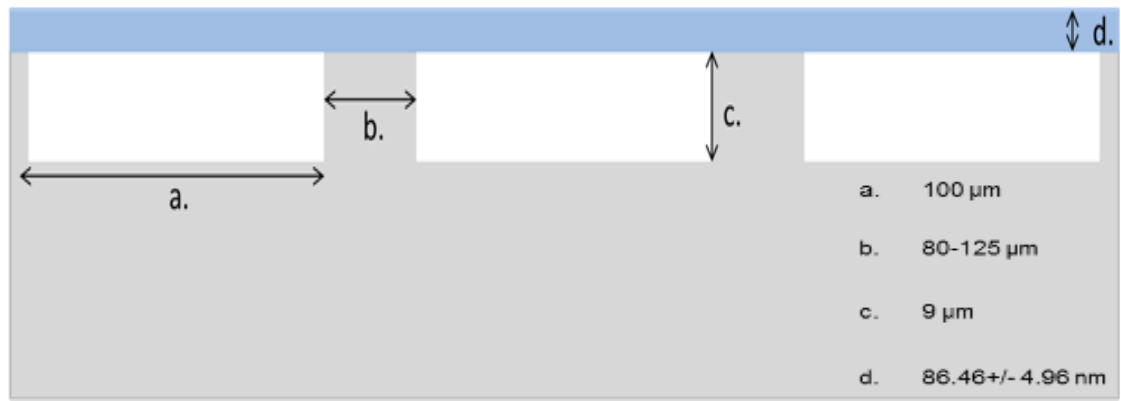 d.
b.
c.
a.
a. 100 µm
b. 80-125 µm
c. 9 µm
d. 86.46+/- 4.96 nm